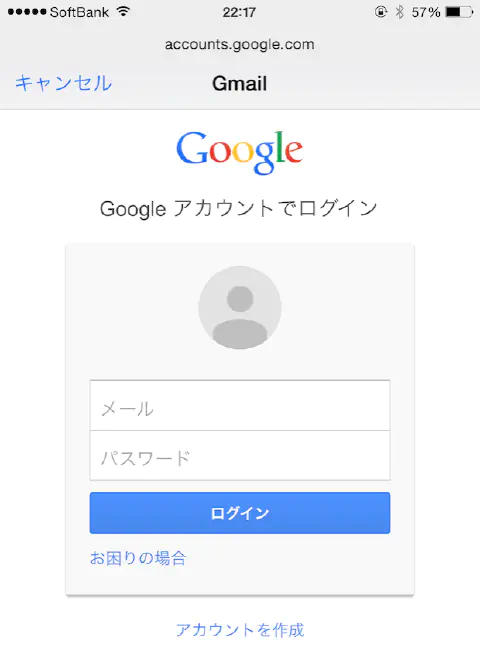 SoftBank 22:17 57%
accounts.google.com
キャンセル Gmail
Google
Google アカウントでログイン
メール
パスワード
ログイン
お困りの場合
アカウントを作成